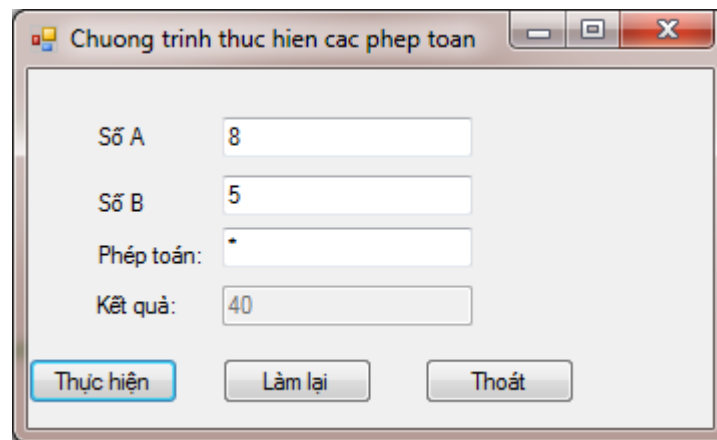 Chuong trinh thuc hien cac phep toan
Số A 8
Số B 5
Phép toán: *
Kết quả: 40
Thực hiện Làm lại Thoát